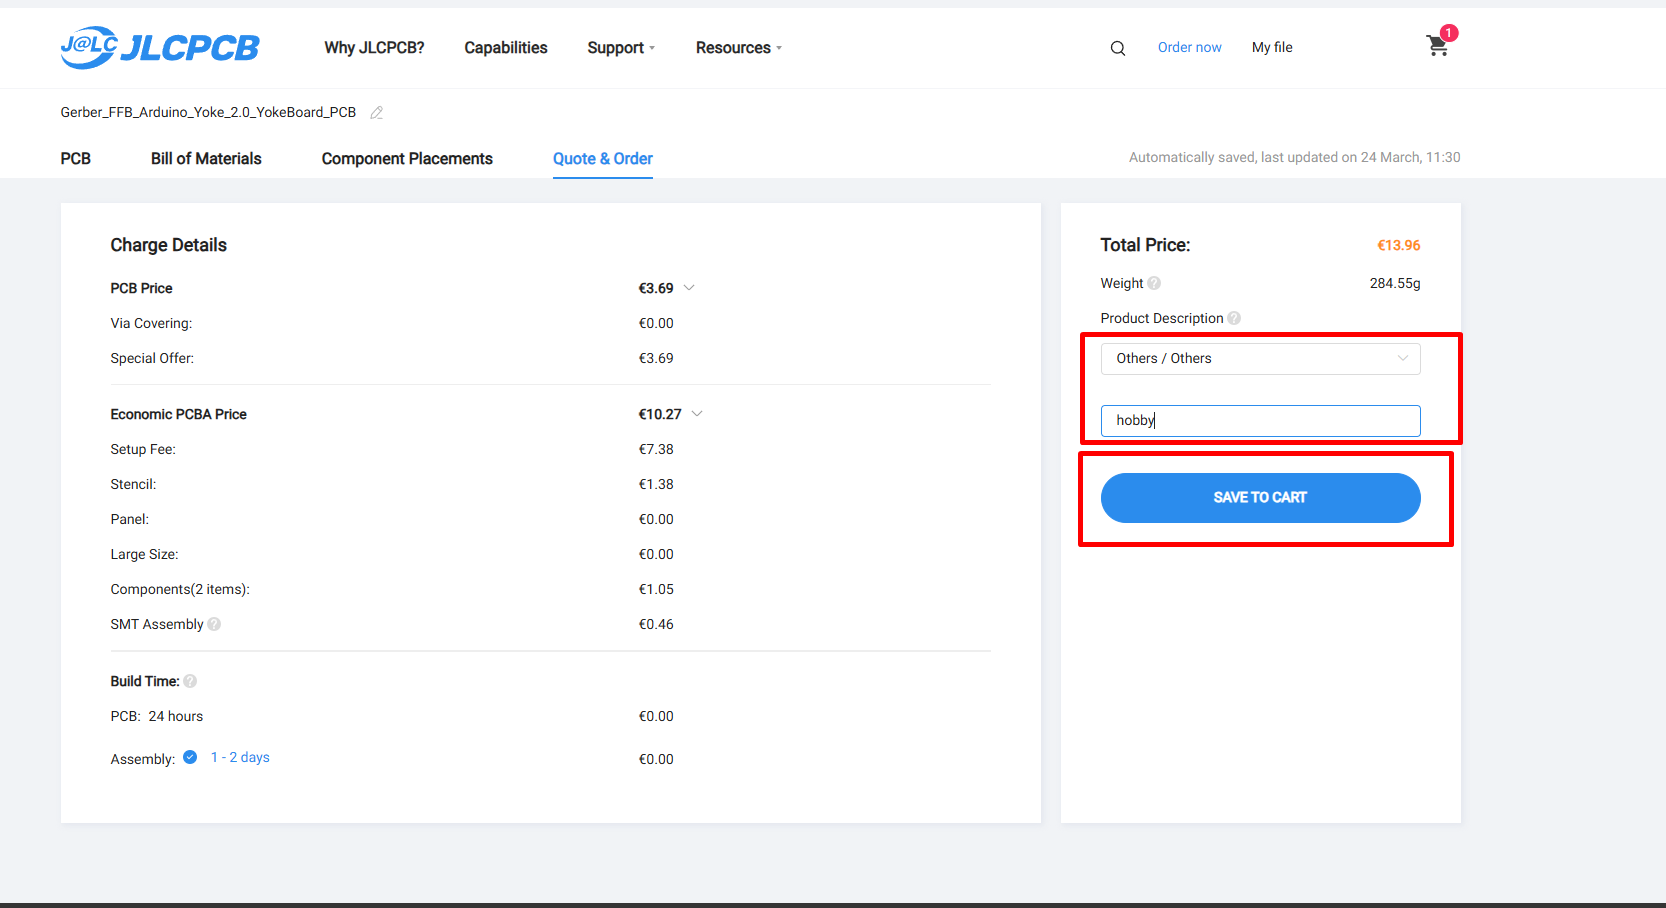 J@LC JLCPCB
Why JLCPCB? Capabilities Support Resources Order now My file 1
Gerber_FFB_Arduino_Yoke_2.0_YokeBoard_PCB
PCB Bill of Materials Component Placements Quote & Order Automatically saved, last updated on 24 March, 11:30
Charge Details
PCB Price €3.69
Via Covering: €0.00
Special Offer: €3.69
Economic PCBA Price €10.27
Setup Fee: €7.38
Stencil: €1.38
Panel: €0.00
Large Size: €0.00
Components(2 items): €1.05
SMT Assembly ? €0.46
Build Time: ?
PCB: 24 hours €0.00
Assembly: 1 - 2 days €0.00
Total Price: €13.96
Weight ? 284.55g
Product Description ?
Others / Others
hobby
SAVE TO CART